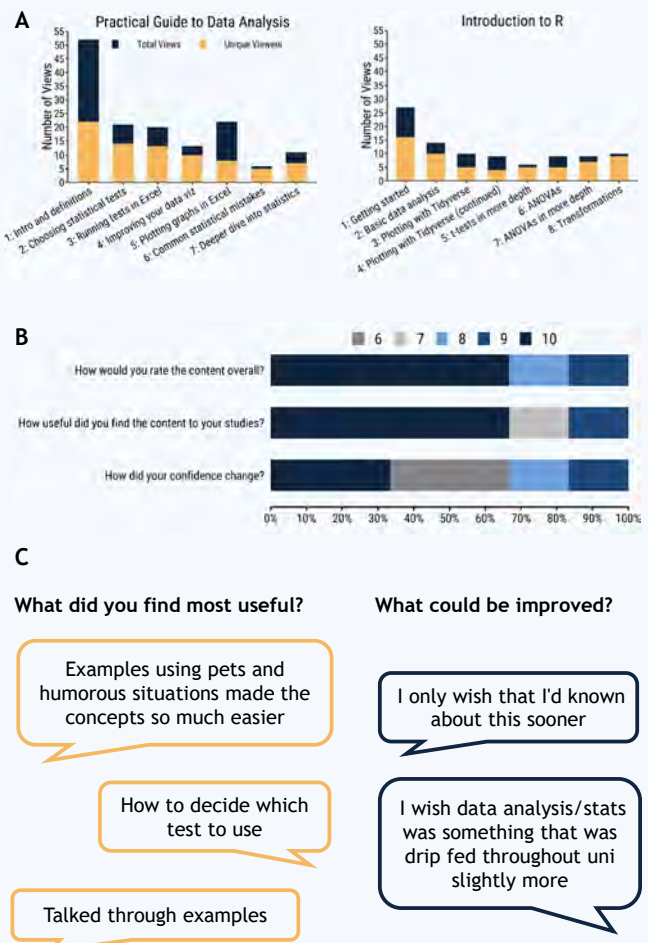 A
Practical Guide to Data Analysis
Total Views
Unique Viewers
Number of Views
55
50
45
40
35
30
25
20
15
10
5
0
1: Intro and definitions
2: Choosing statistical tests
3: Running tests in Excel
4: Improving your data viz
5: Plotting graphs in Excel
6: Common statistical mistakes
7: Deeper dive into statistics
Introduction to R
Number of Views
55
50
45
40
35
30
25
20
15
10
5
0
1: Getting started
2: Basic data analysis
3: Plotting with Tidyverse
4: Plotting with Tidyverse (continued)
5: t-tests in more depth
6: ANOVAs
7: ANOVAs in more depth
8: Transformations
B
6 7 8 9 10
How would you rate the content overall?
How useful did you find the content to your studies?
How did your confidence change?
0% 10% 20% 30% 40% 50% 60% 70% 80% 90% 100%
C
What did you find most useful?
Examples using pets and
humorous situations made the
concepts so much easier
How to decide which
test to use
Talked through examples
What could be improved?
I only wish that I'd known
about this sooner
I wish data analysis/stats
was something that was
drip fed throughout uni
slightly more